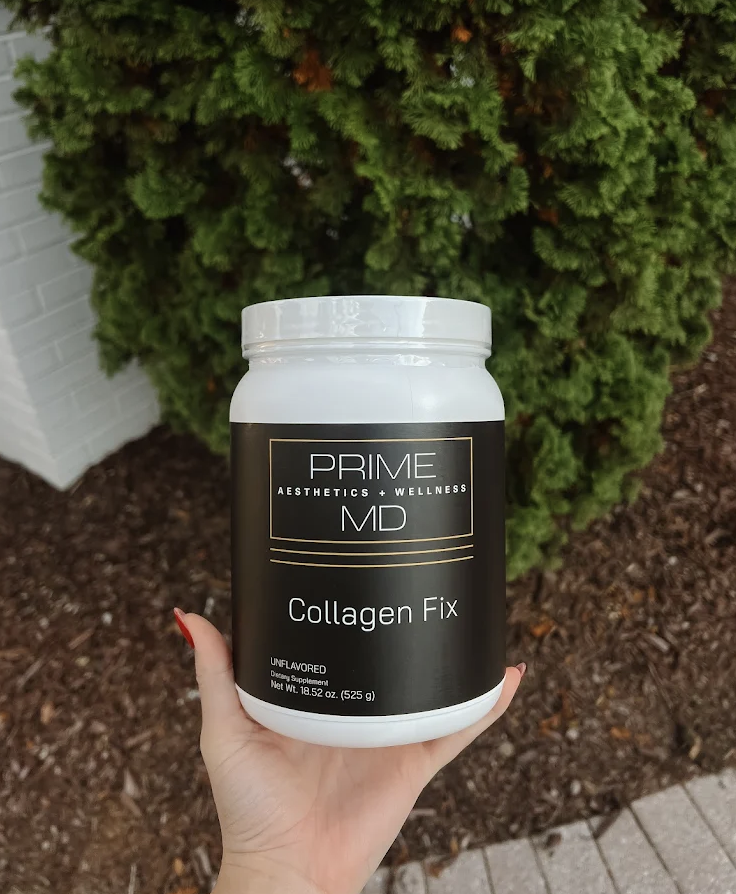 PRIME
AESTHETICS + WELLNESS
MD
Collagen Fix
UNFLAVORED
Dietary Supplement
Net Wt. 18.52 oz. (525 g)